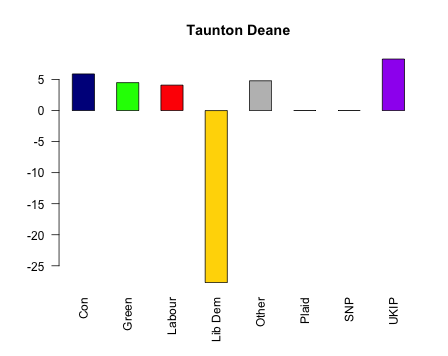 Taunton Deane
5
0
-5
-10
-15
-20
-25
Con
Green
Labour
Lib Dem
Other
Plaid
SNP
UKIP